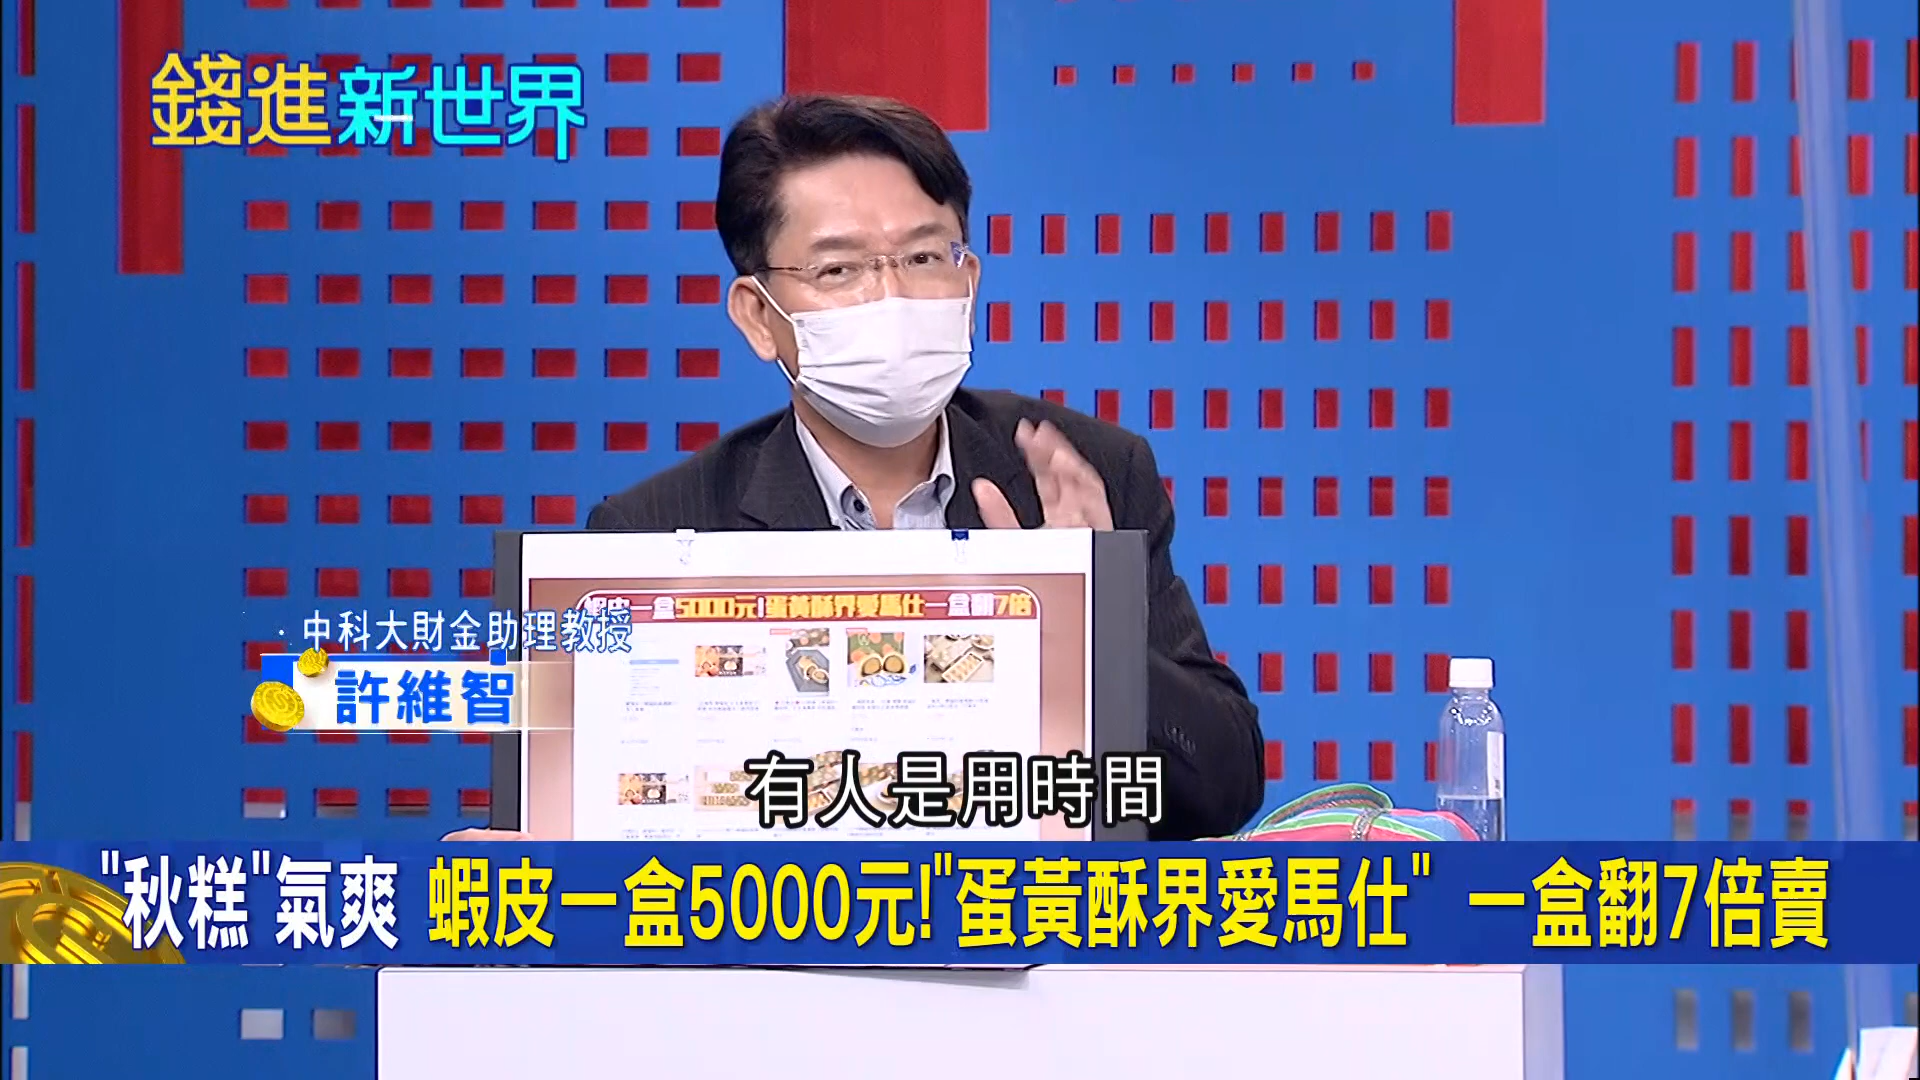 錢進新世界
蝦皮一盒5000元!蛋黃酥界愛馬仕一盒翻7倍
中科大財金助理教授
許維智
有人是用時間
"秋糕"氣爽 蝦皮一盒5000元!"蛋黃酥界愛馬仕" 一盒翻7倍賣